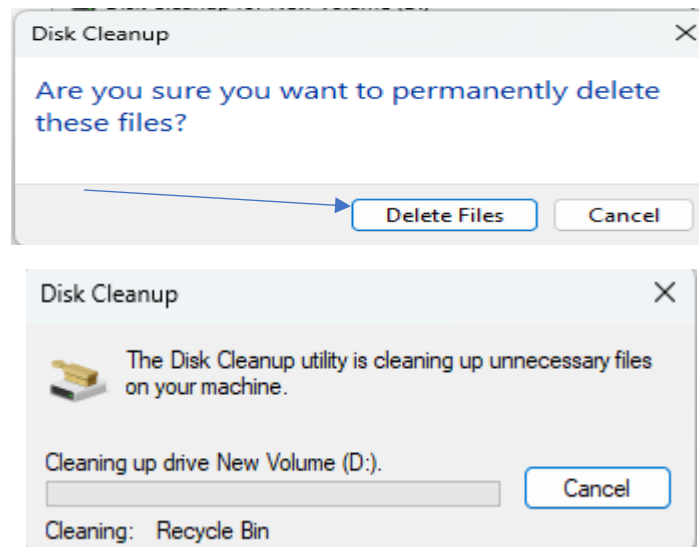 Disk Cleanup
Are you sure you want to permanently delete
these files?
Delete Files
Cancel
Disk Cleanup
The Disk Cleanup utility is cleaning up unnecessary files
on your machine.
Cleaning up drive New Volume (D:).
Cancel
Cleaning: Recycle Bin